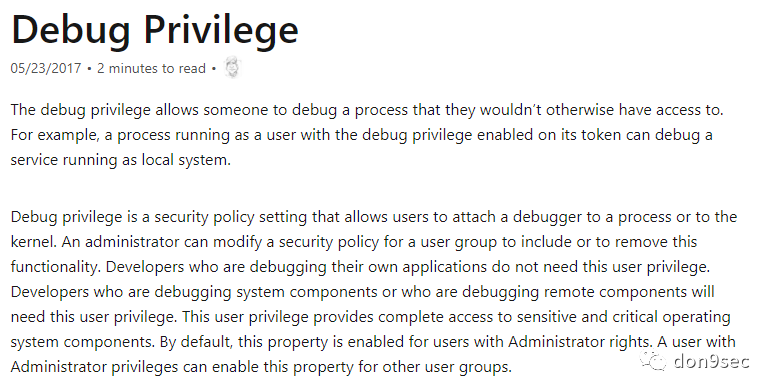 Debug Privilege
05/23/2017 • 2 minutes to read •
The debug privilege allows someone to debug a process that they wouldn’t otherwise have access to.
For example, a process running as a user with the debug privilege enabled on its token can debug a
service running as local system.
Debug privilege is a security policy setting that allows users to attach a debugger to a process or to the
kernel. An administrator can modify a security policy for a user group to include or to remove this
functionality. Developers who are debugging their own applications do not need this user privilege.
Developers who are debugging system components or who are debugging remote components will
need this user privilege. This user privilege provides complete access to sensitive and critical operating
system components. By default, this property is enabled for users with Administrator rights. A user with
Administrator privileges can enable this property for other user groups.
don9sec